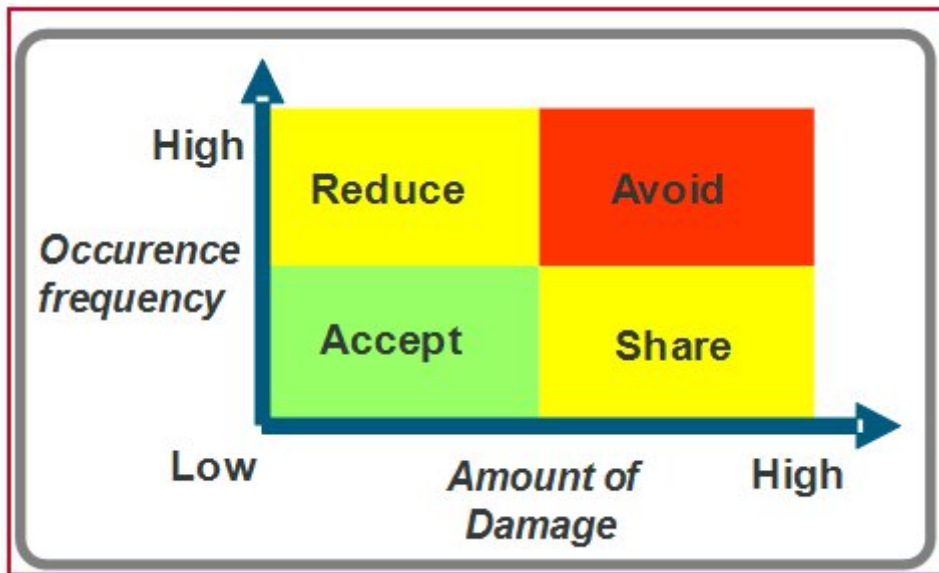 High
Reduce
Avoid
Occurence
frequency
Accept
Share
Low
Amount of
Damage
High